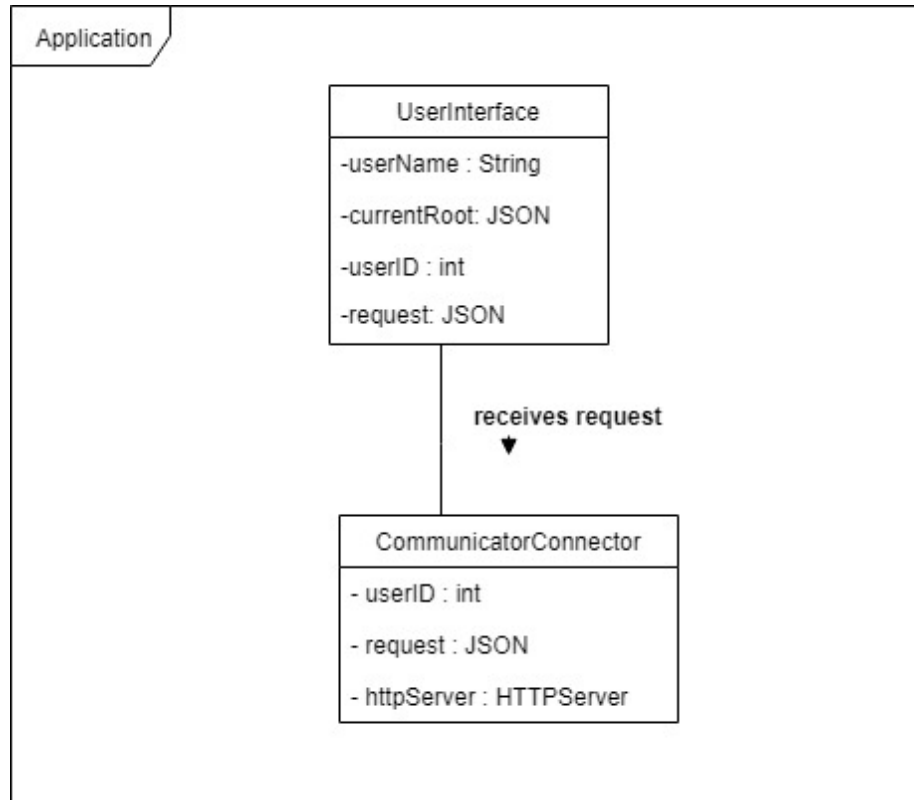 Application
UserInterface
-userName : String
-currentRoot: JSON
-userID : int
-request: JSON
receives request
CommunicatorConnector
- userID : int
- request : JSON
- httpServer : HTTPServer